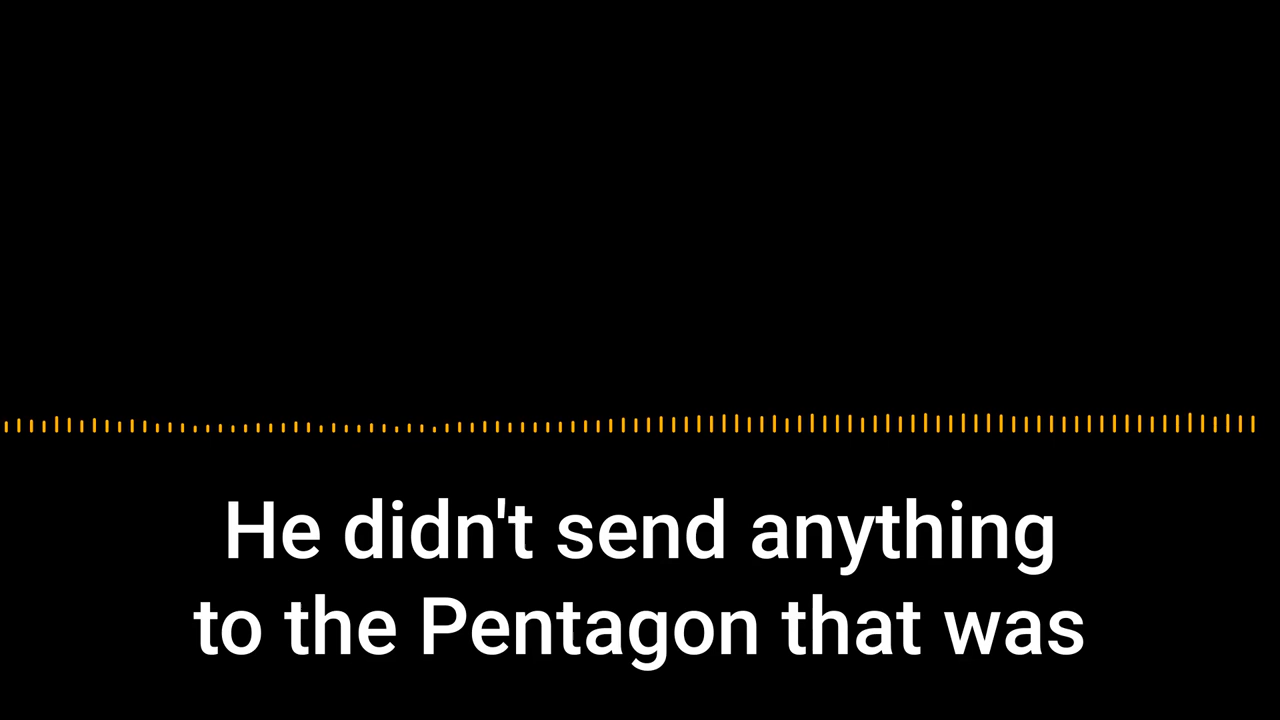 He didn't send anything
to the Pentagon that was